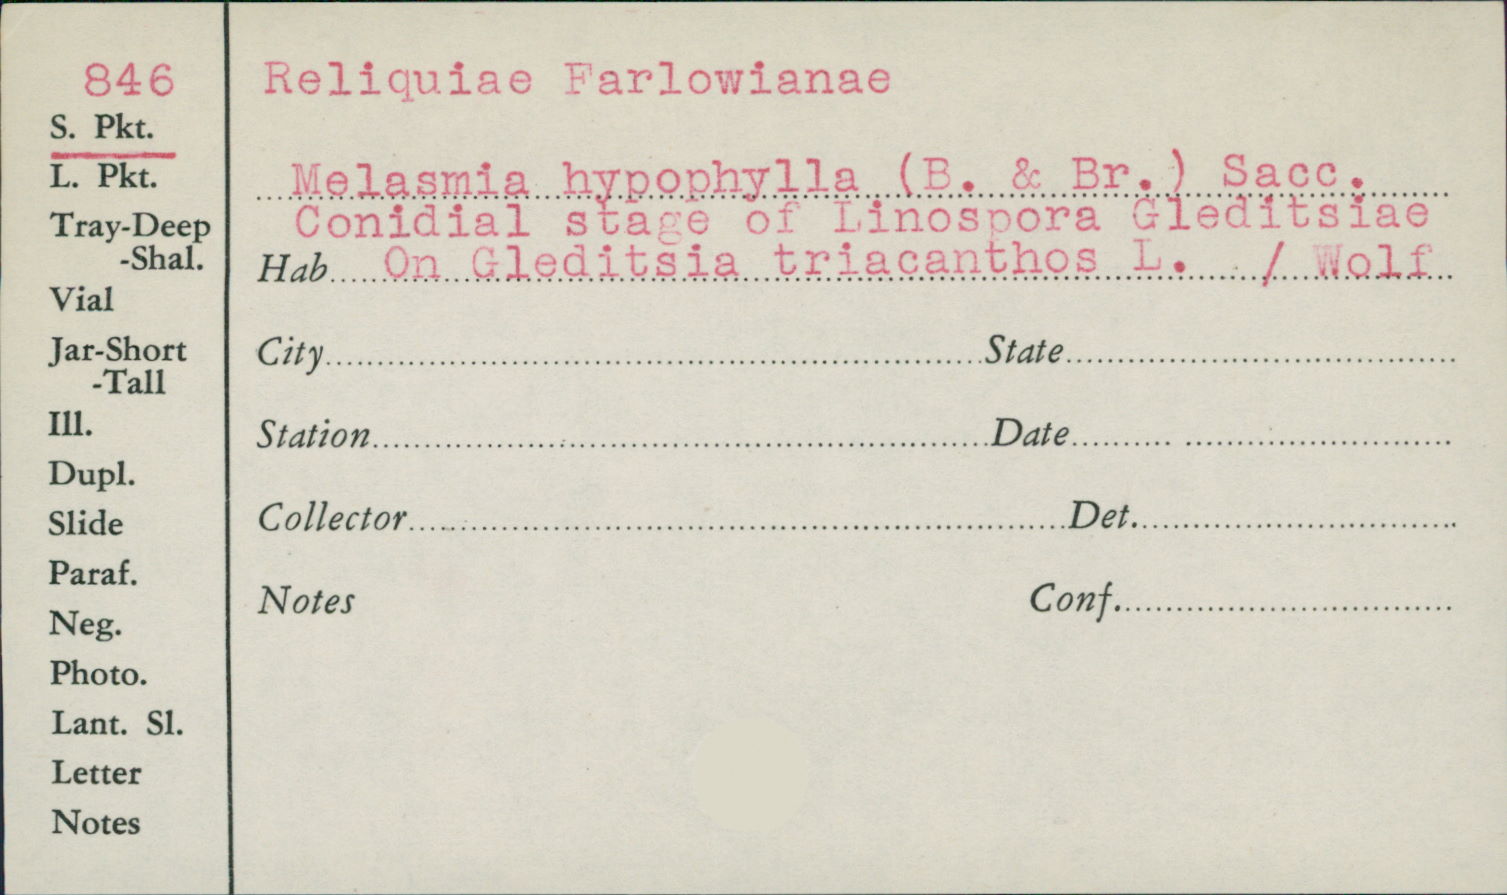 846
S. Pkt.
L. Pkt.
Tray-Deep
-Shal.
Vial
Jar-Short
-Tall
Ill.
Dupl.
Slide
Paraf.
Neg.
Photo.
Lant. Sl.
Letter
Notes
Reliquiae Farlowianae
Melasmia hypophylla (B. & Br.) Sacc.
Conidial stage of Linospora Gleditsiae
Hab. On Gleditsia triacanthos L. / Wolf
City State
Station Date
Collector Det.
Notes Conf.